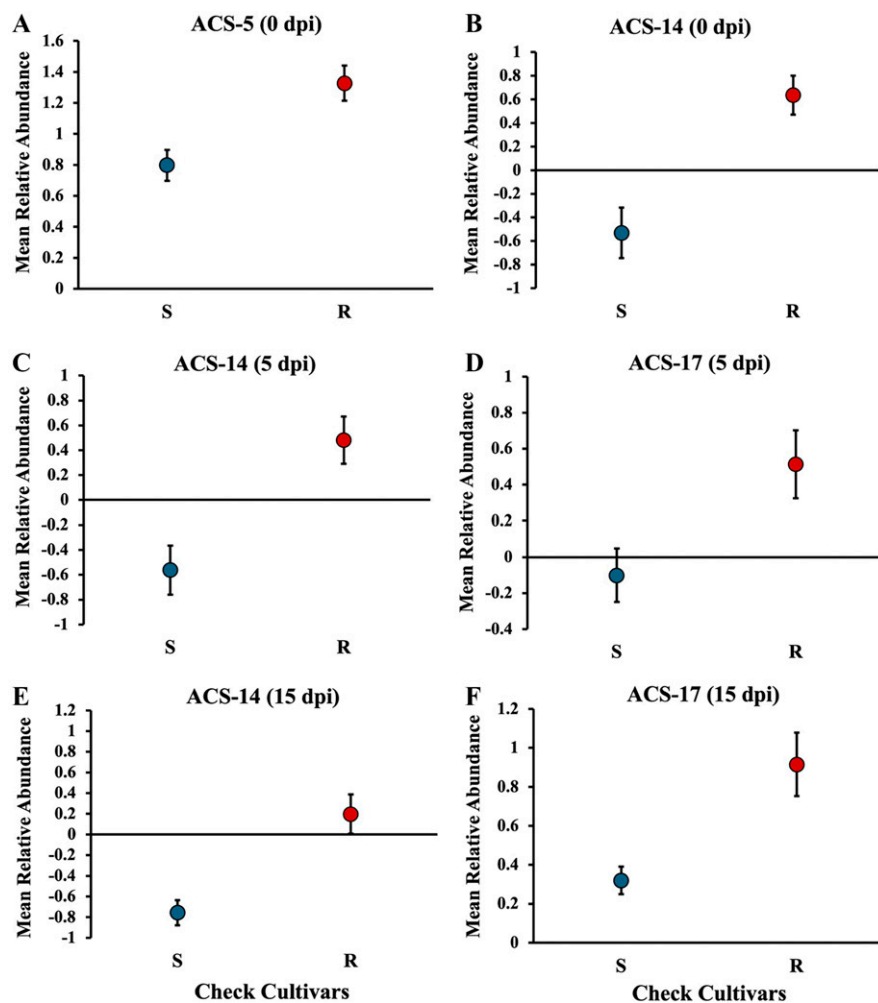 A
ACS-5 (0 dpi)
Mean Relative Abundance
1.6
1.4
1.2
1
0.8
0.6
0.4
0.2
0
S
R
B
ACS-14 (0 dpi)
Mean Relative Abundance
1
0.8
0.6
0.4
0.2
0
-0.2
-0.4
-0.6
-0.8
-1
S
R
C
ACS-14 (5 dpi)
Mean Relative Abundance
1
0.8
0.6
0.4
0.2
0
-0.2
-0.4
-0.6
-0.8
-1
S
R
D
ACS-17 (5 dpi)
Mean Relative Abundance
1
0.8
0.6
0.4
0.2
0
-0.2
-0.4
S
R
E
ACS-14 (15 dpi)
Mean Relative Abundance
1.2
1
0.8
0.6
0.4
0.2
0
-0.2
-0.4
-0.6
-0.8
-1
S
R
Check Cultivars
F
ACS-17 (15 dpi)
Mean Relative Abundance
1.2
1
0.8
0.6
0.4
0.2
0
S
R
Check Cultivars